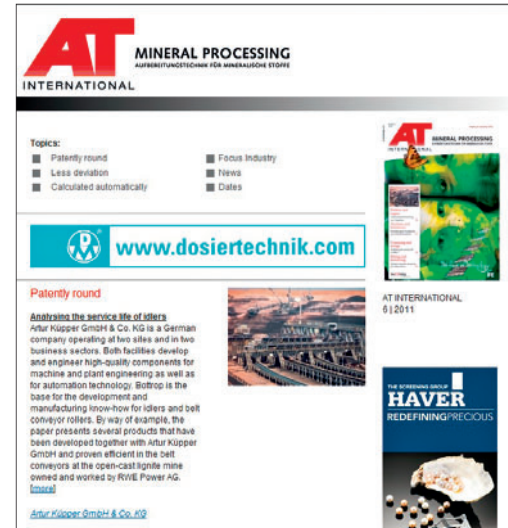 AT
INTERNATIONAL
MINERAL PROCESSING
AUFBEREITUNGSTECHNIK FÜR MINERALISCHE STOFFE
Topics:
Patently round
Less deviation
Calculated automatically
Focus Industry
News
Dates
www.dosiertechnik.com
Patently round
Analysing the service life of idlers
Artur Küpper GmbH & Co. KG is a German
company operating at two sites and in two
business sectors. Both facilities develop
and engineer high-quality components for
machine and plant engineering as well as
for automation technology. Bottrop is the
base for the development and
manufacturing know-how for idlers and belt
conveyor rollers. By way of example, the
paper presents several products that have
been developed together with Artur Küpper
GmbH and proven efficient in the belt
conveyors at the open-cast lignite mine
owned and worked by RWE Power AG.
[more]
Artur Küpper GmbH & Co. KG
AT
MINERAL PROCESSING
INTERNATIONAL
AT INTERNATIONAL
6 | 2011
THE SCREENING GROUP
HAVER
REDEFININGPRECIOUS